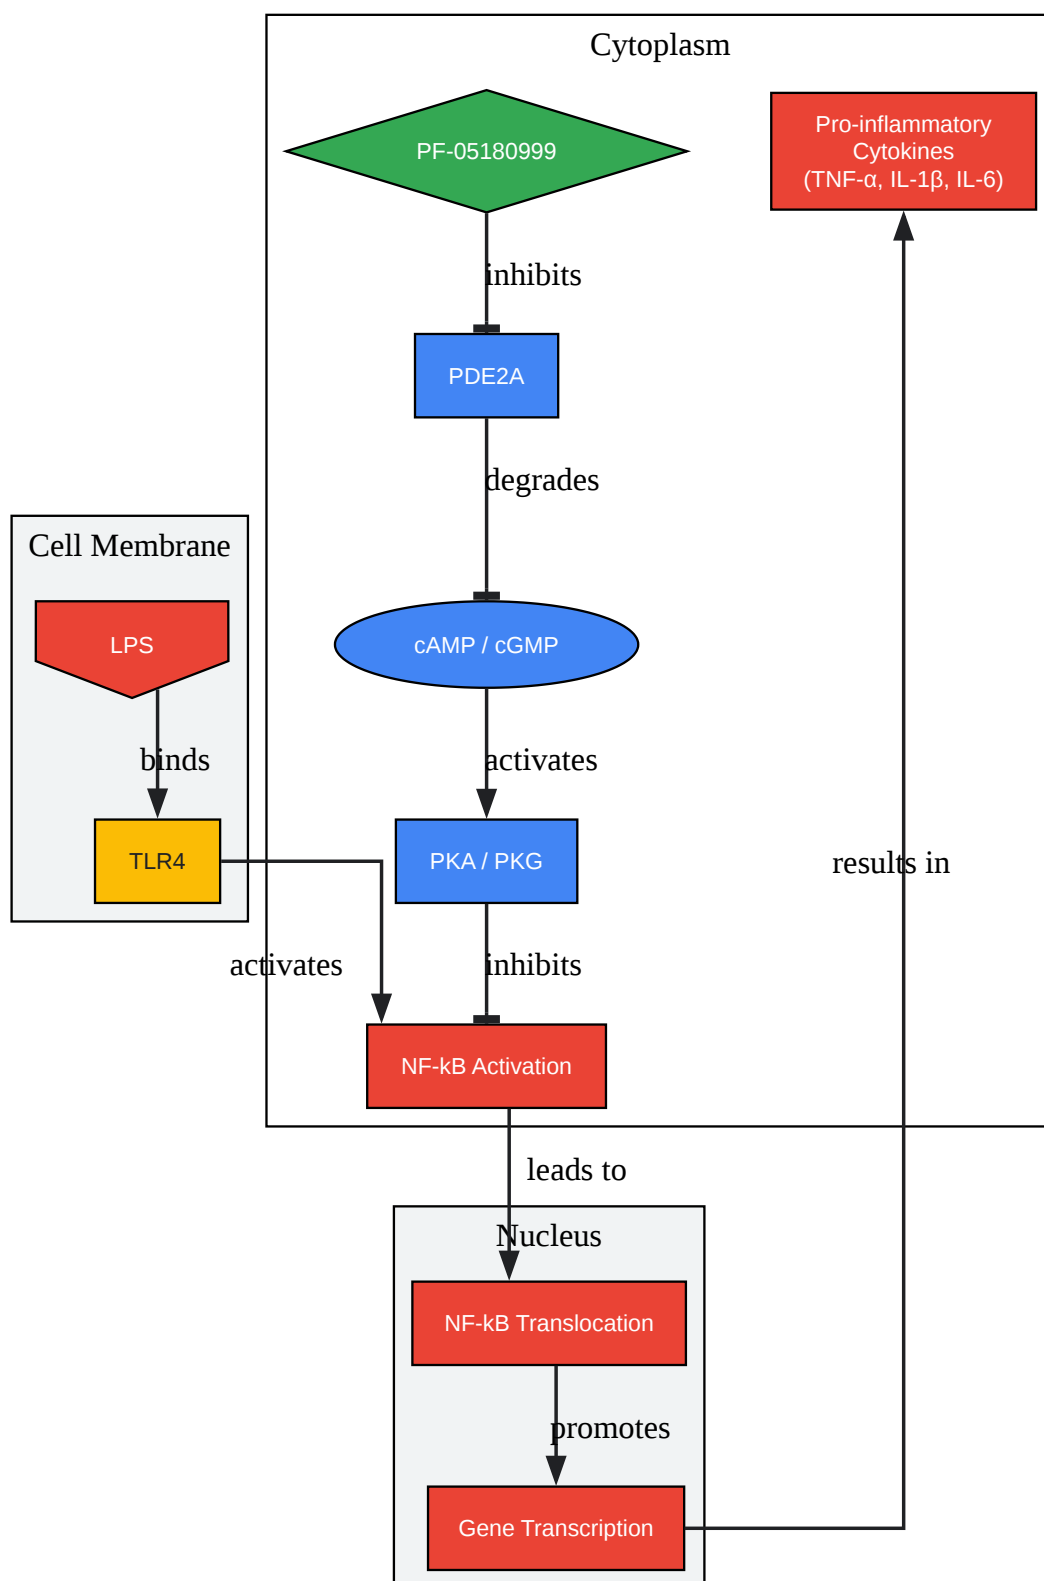 Cytoplasm
PF-05180999
Pro-inflammatory
Cytokines
(TNF-α, IL-1β, IL-6)
inhibits
PDE2A
degrades
Cell Membrane
LPS
cAMP / cGMP
binds
activates
TLR4
PKA / PKG
results in
activates
inhibits
NF-kB Activation
leads to
Nucleus
NF-kB Translocation
promotes
Gene Transcription